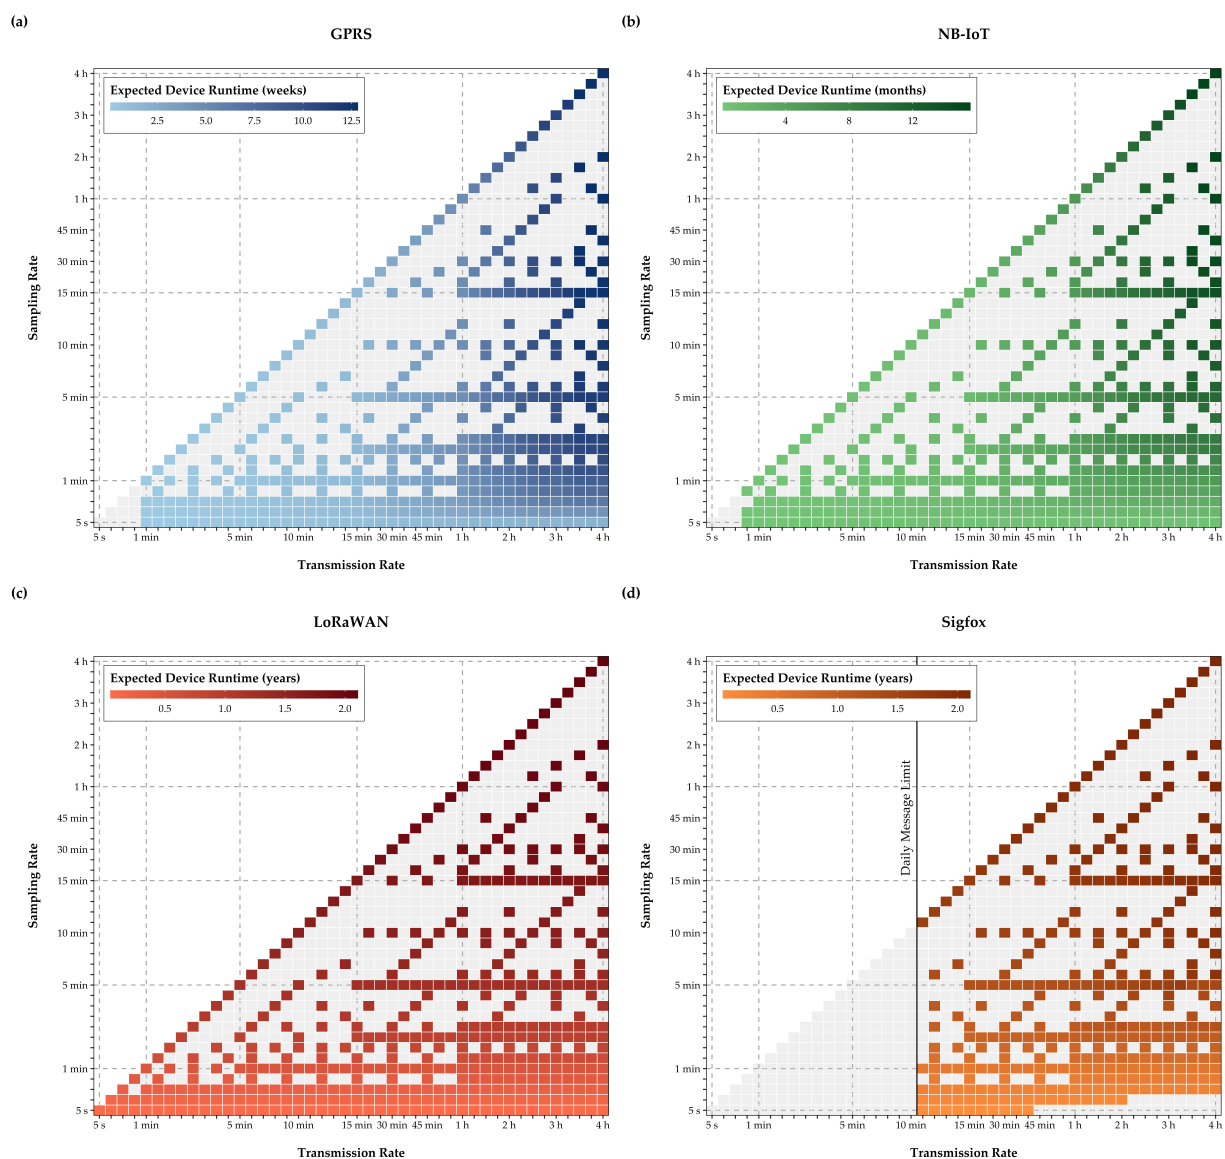 (a)
GPRS
Expected Device Runtime (weeks)
2.5 5.0 7.5 10.0 12.5
4 h
3 h
2 h
1 h
45 min
30 min
15 min
10 min
5 min
1 min
5 s
Sampling Rate
5 s 1 min 5 min 10 min 15 min 30 min 45 min 1 h 2 h 3 h 4 h
Transmission Rate
(b)
NB-IoT
Expected Device Runtime (months)
4 8 12
4 h
3 h
2 h
1 h
45 min
30 min
15 min
10 min
5 min
1 min
5 s
Sampling Rate
5 s 1 min 5 min 10 min 15 min 30 min 45 min 1 h 2 h 3 h 4 h
Transmission Rate
(c)
LoRaWAN
Expected Device Runtime (years)
0.5 1.0 1.5 2.0
4 h
3 h
2 h
1 h
45 min
30 min
15 min
10 min
5 min
1 min
5 s
Sampling Rate
5 s 1 min 5 min 10 min 15 min 30 min 45 min 1 h 2 h 3 h 4 h
Transmission Rate
(d)
Sigfox
Expected Device Runtime (years)
0.5 1.0 1.5 2.0
Daily Message Limit
4 h
3 h
2 h
1 h
45 min
30 min
15 min
10 min
5 min
1 min
5 s
Sampling Rate
5 s 1 min 5 min 10 min 15 min 30 min 45 min 1 h 2 h 3 h 4 h
Transmission Rate